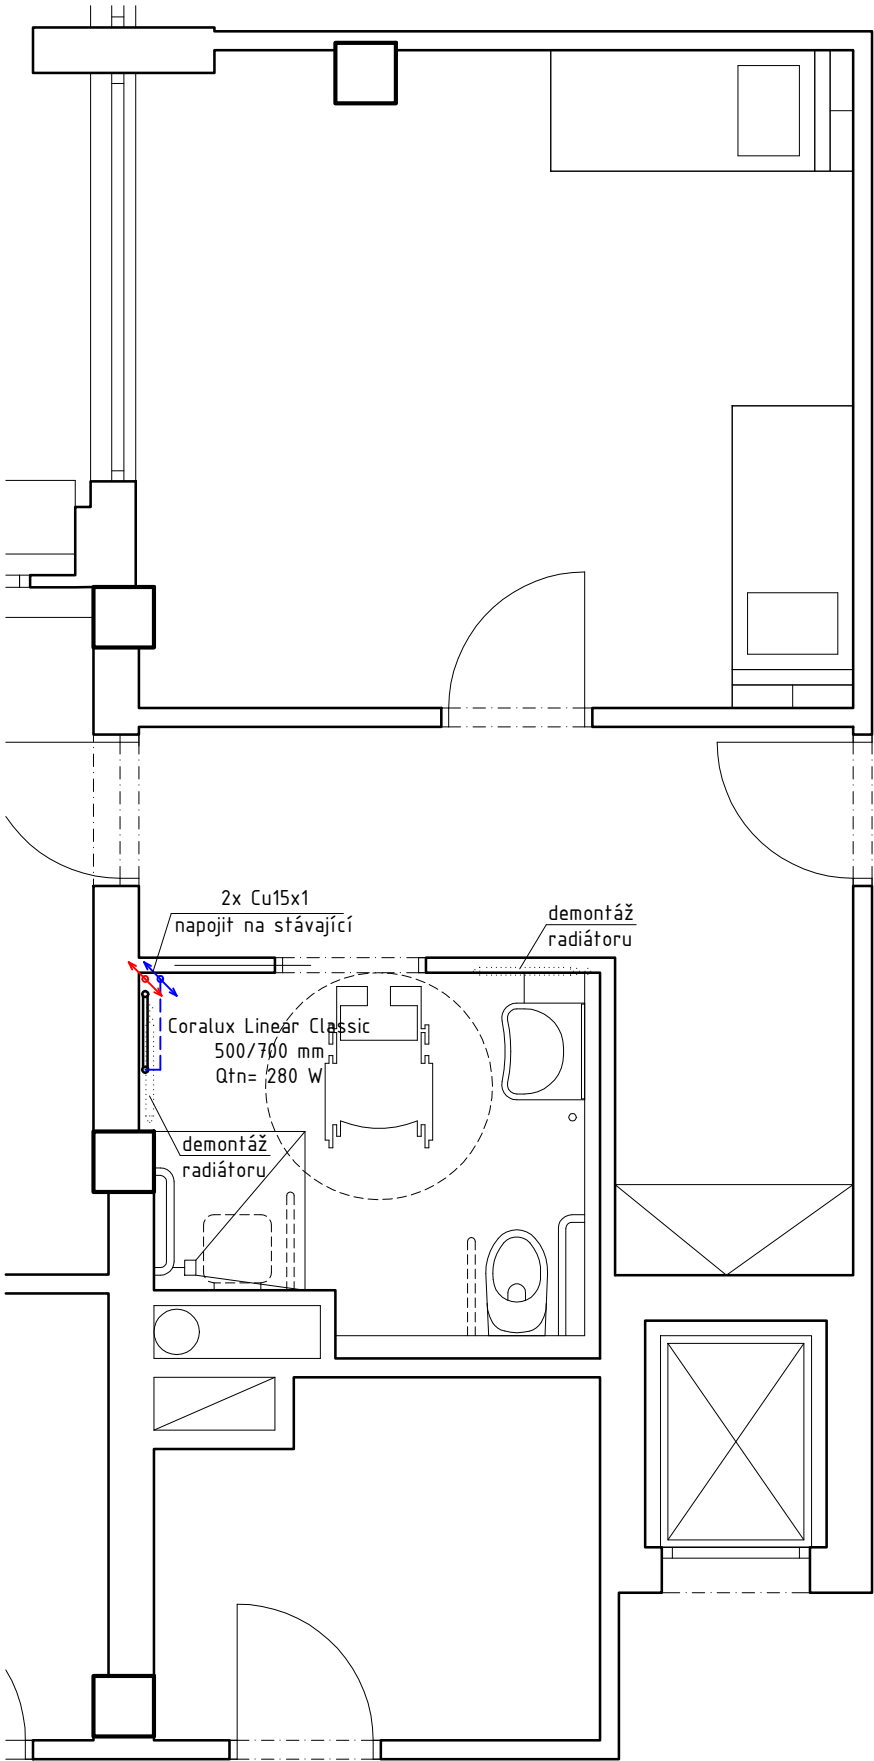 2x Cu15x1
napojit na stávající
demontáž
radiátoru
Coralux Linear Classic
500/700 mm
Qtn= 280 W
demontáž
radiátoru